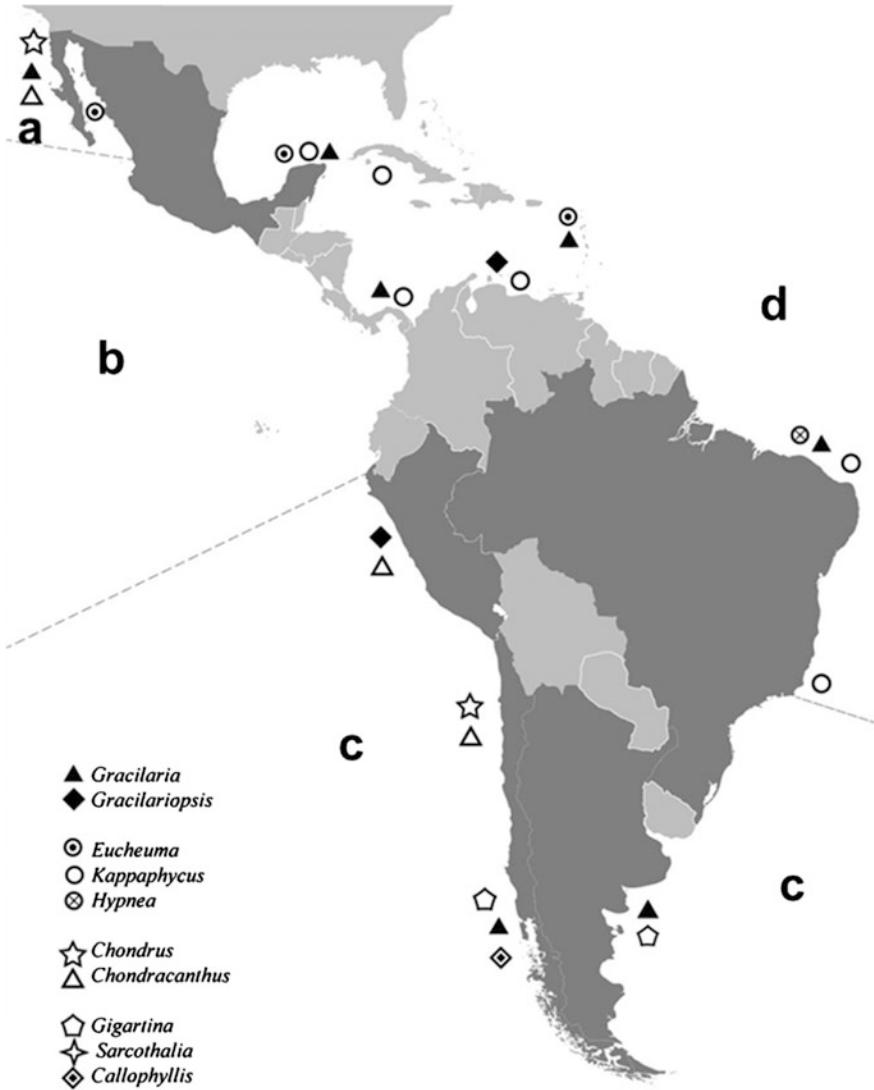 a
b
d
c
c
Gracilaria
Gracilariopsis
Eucheuma
Kappaphycus
Hypnea
Chondrus
Chondracanthus
Gigartina
Sarcothalia
Callophyllis